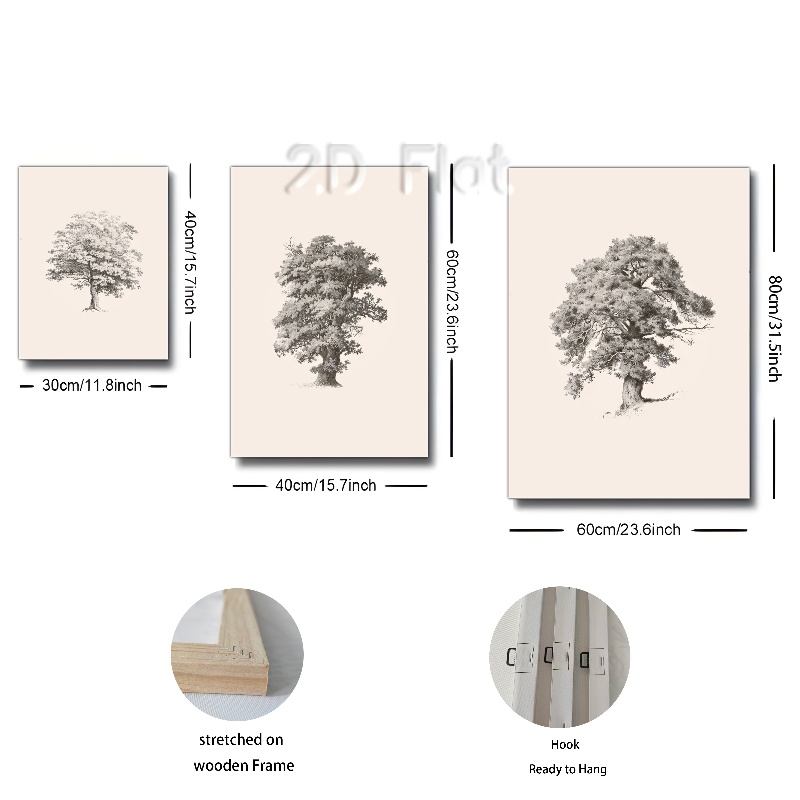 2D Flat
40cm/15.7inch
30cm/11.8inch
60cm/23.6inch
40cm/15.7inch
80cm/31.5inch
60cm/23.6inch
stretched on
wooden Frame
Hook
Ready to Hang